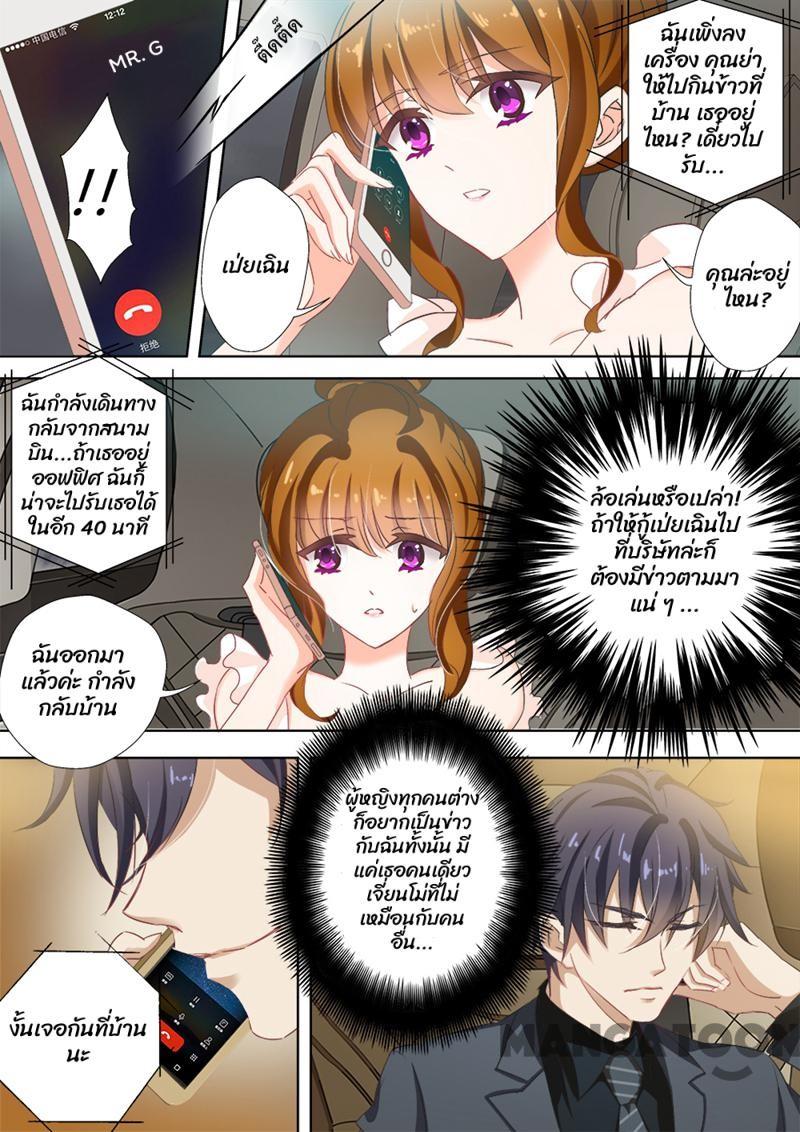 中国电信
12:12
MR. G
ตี๊ดตี๊ด
!!
เป่ยเฉิน
ฉันเพิ่งลง
เครื่อง คุณย่า
ให้ไปกินข้าวที่
บ้าน เธออยู่
ไหน? เดี๋ยวไป
รับ...
คุณล่ะอยู่
ไหน?
拒绝
ฉันกำลังเดินทาง
กลับจากสนาม
บิน...ถ้าเธออยู่
ออฟฟิศ ฉันก็
น่าจะไปรับเธอได้
ในอีก 40 นาที
ล้อเล่นหรือเปล่า!
ถ้าให้กู้เป่ยเฉินไป
ที่บริษัทล่ะก็
ต้องมีข่าวตามมา
แน่ ๆ ...
ฉันออกมา
แล้วค่ะ กำลัง
กลับบ้าน
ผู้หญิงทุกคนต่าง
ก็อยากเป็นข่าว
กับฉันทั้งนั้น มี
แค่เธอคนเดียว
เจี่ยนโม่ที่ไม่
เหมือนกับคน
อื่น...
งั้นเจอกันที่บ้าน
นะ
MANGATOON